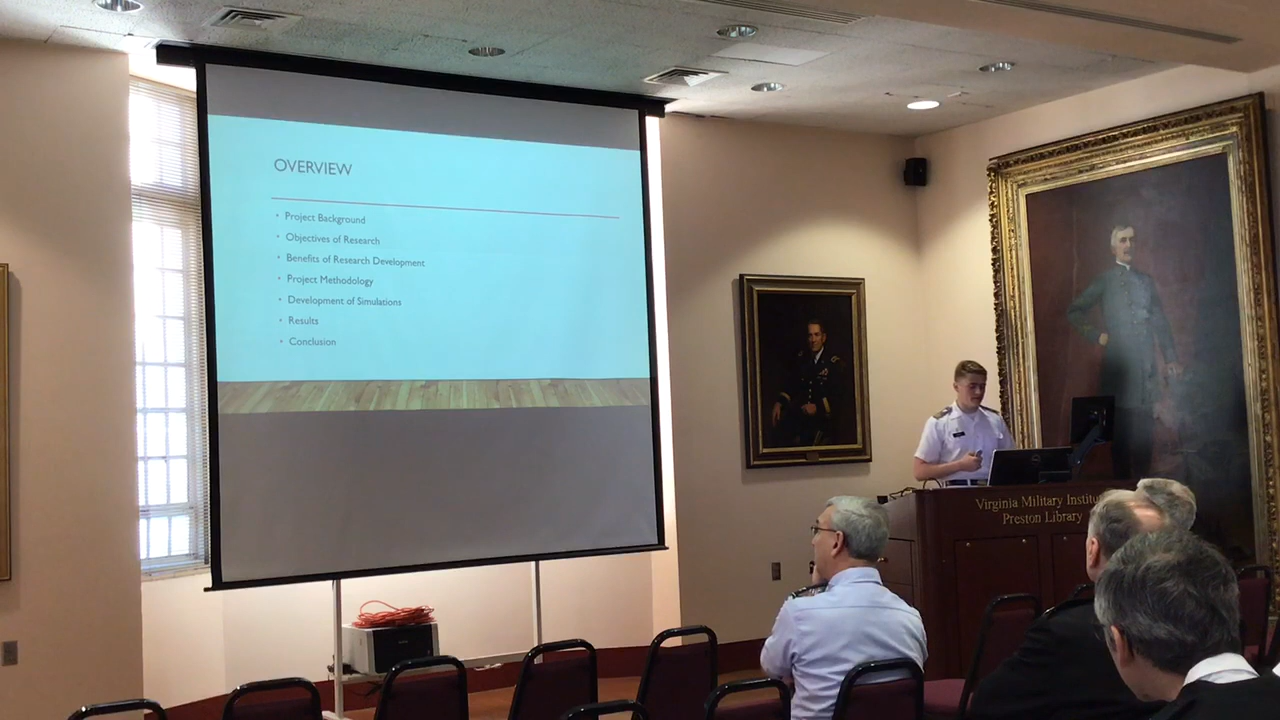 OVERVIEW
• Project Background
• Objectives of Research
• Benefits of Research Development
• Project Methodology
• Development of Simulations
• Results
• Conclusion
Virginia Military Institute
Preston Library